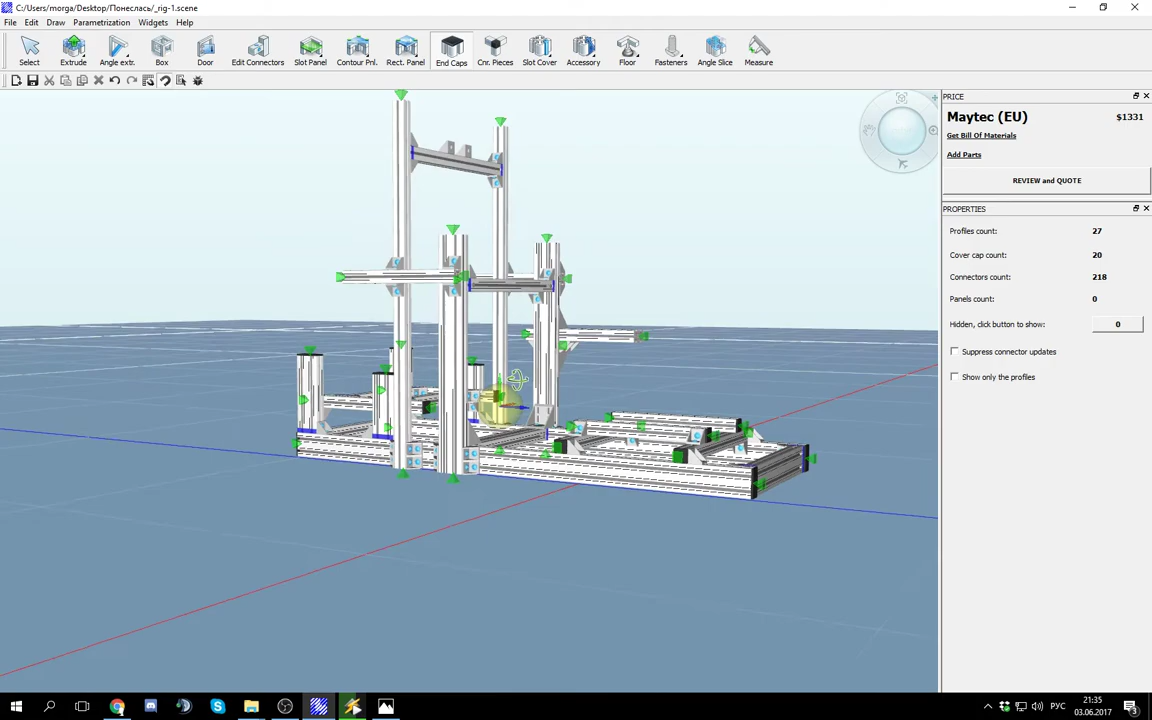 C:/Users/morga/Desktop/Понеслась/_rig-1.scene
File Edit Draw Parametrization Widgets Help
Select Extrude Angle extr. Box Door Edit Connectors Slot Panel Contour Pnl. Rect. Panel End Caps Cnr. Pieces Slot Cover Accessory Floor Fasteners Angle Slice Measure
PRICE
Maytec (EU) $1331
Get Bill Of Materials
Add Parts
REVIEW and QUOTE
PROPERTIES
Profiles count: 27
Cover cap count: 20
Connectors count: 218
Panels count: 0
Hidden, click button to show: 0
Suppress connector updates
Show only the profiles
РУС
21:35
03.06.2017
3